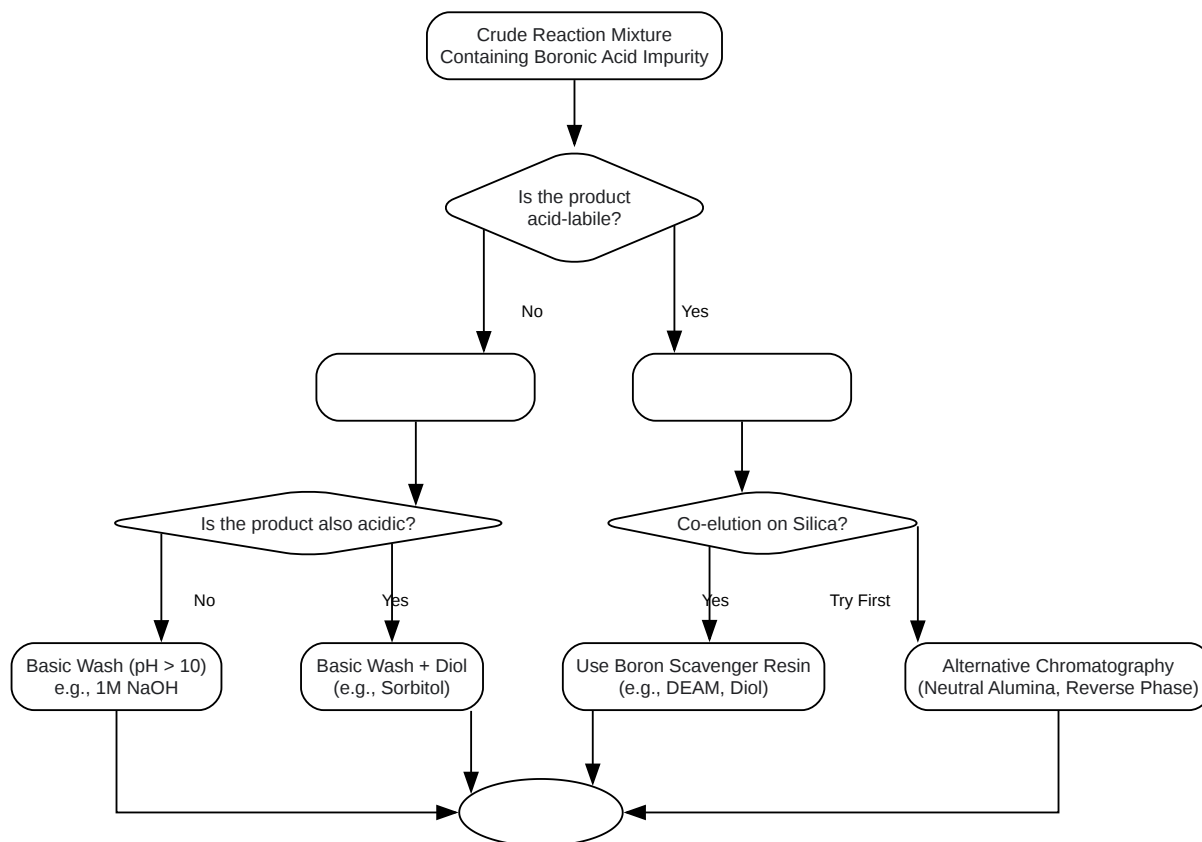 Crude Reaction Mixture
Containing Boronic Acid Impurity
Is the product
acid-labile?
No
Yes
Is the product also acidic?
Co-elution on Silica?
No
Yes
Yes
Try First
Basic Wash (pH > 10)
e.g., 1M NaOH
Basic Wash + Diol
(e.g., Sorbitol)
Use Boron Scavenger Resin
(e.g., DEAM, Diol)
Alternative Chromatography
(Neutral Alumina, Reverse Phase)